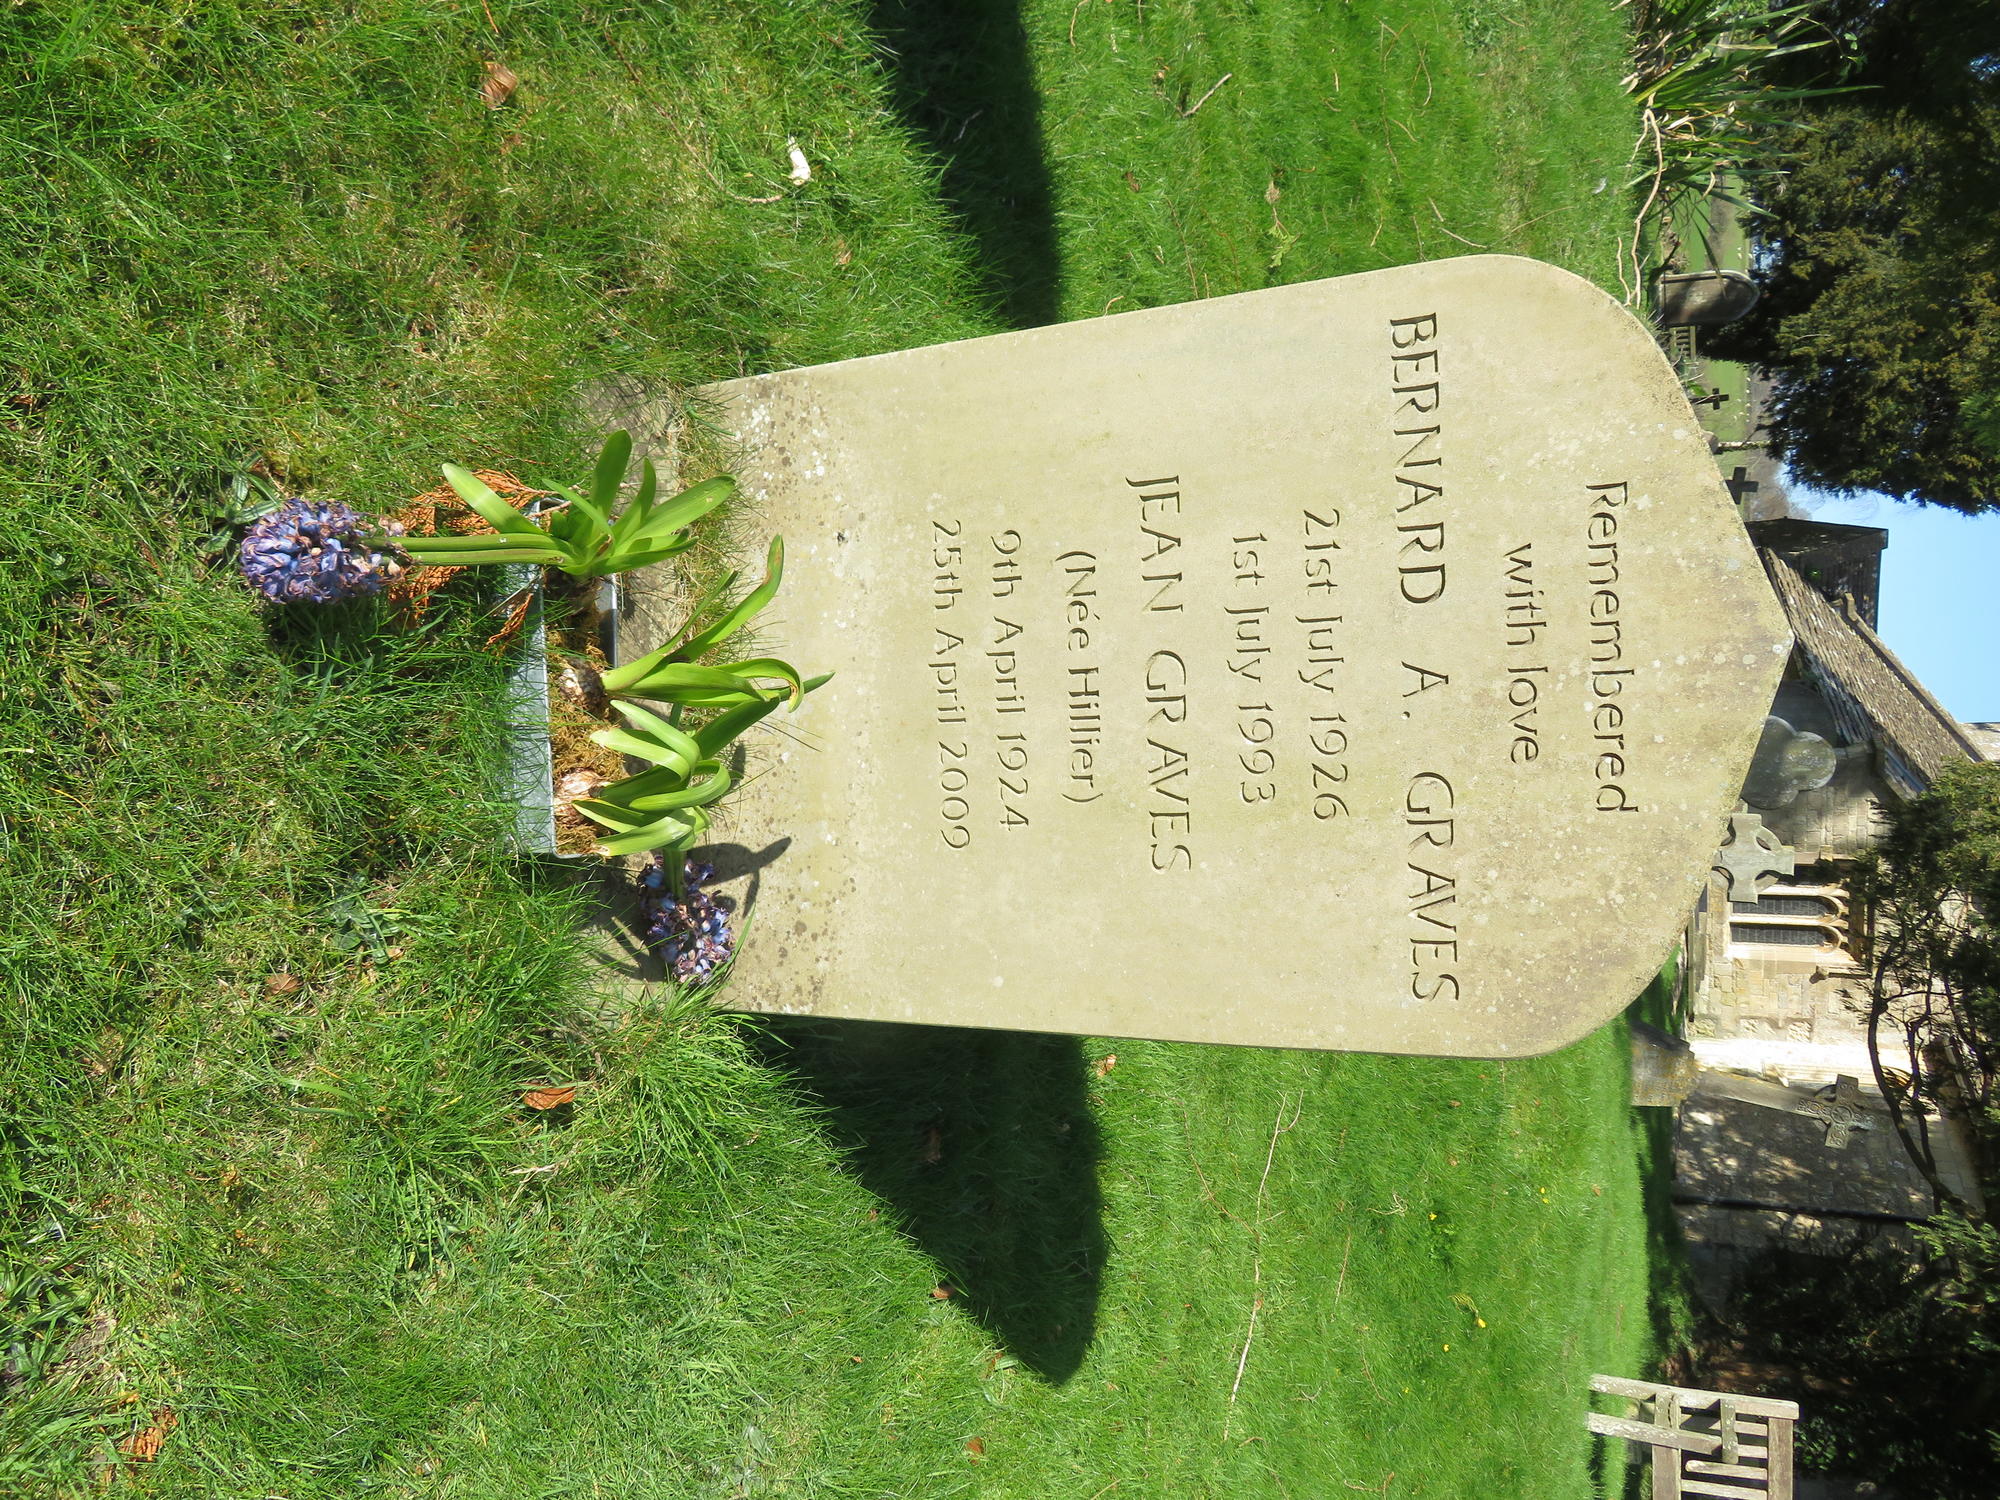 Remembered
with love
BERNARD A. GRAVES
21st July 1926
1st July 1993
JEAN GRAVES
(Née Hillier)
9th April 1924
25th April 2009